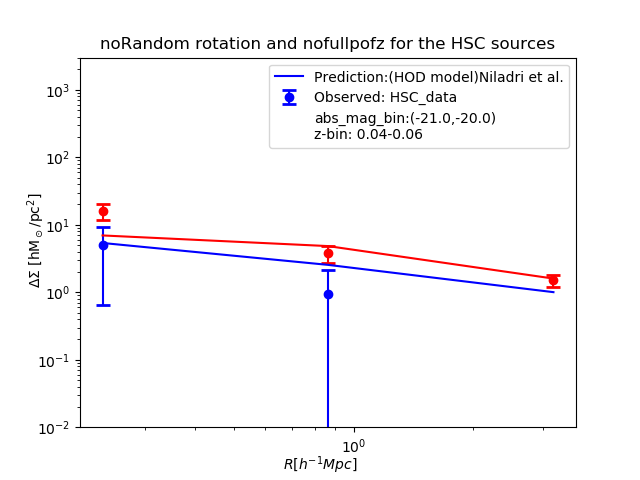 noRandom rotation and nofullpofz for the HSC sources
Prediction:(HOD model)Niladri et al.
Observed: HSC_data
abs_mag_bin:(-21.0,-20.0)
z-bin: 0.04-0.06
10³
10²
10¹
10⁰
10⁻¹
10⁻²
ΔΣ [hM⊙/pc²]
10⁰
R[h⁻¹Mpc]